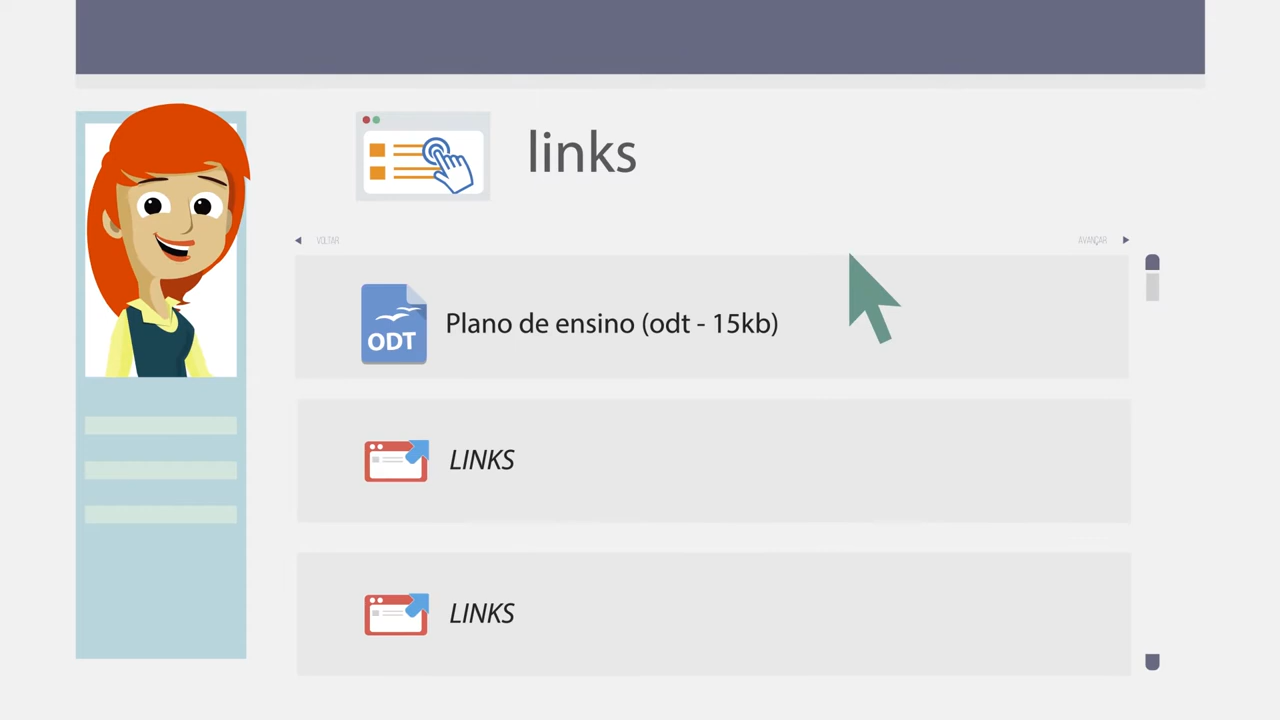 links
VOLTAR
AVANÇAR
ODT
Plano de ensino (odt - 15kb)
LINKS
LINKS